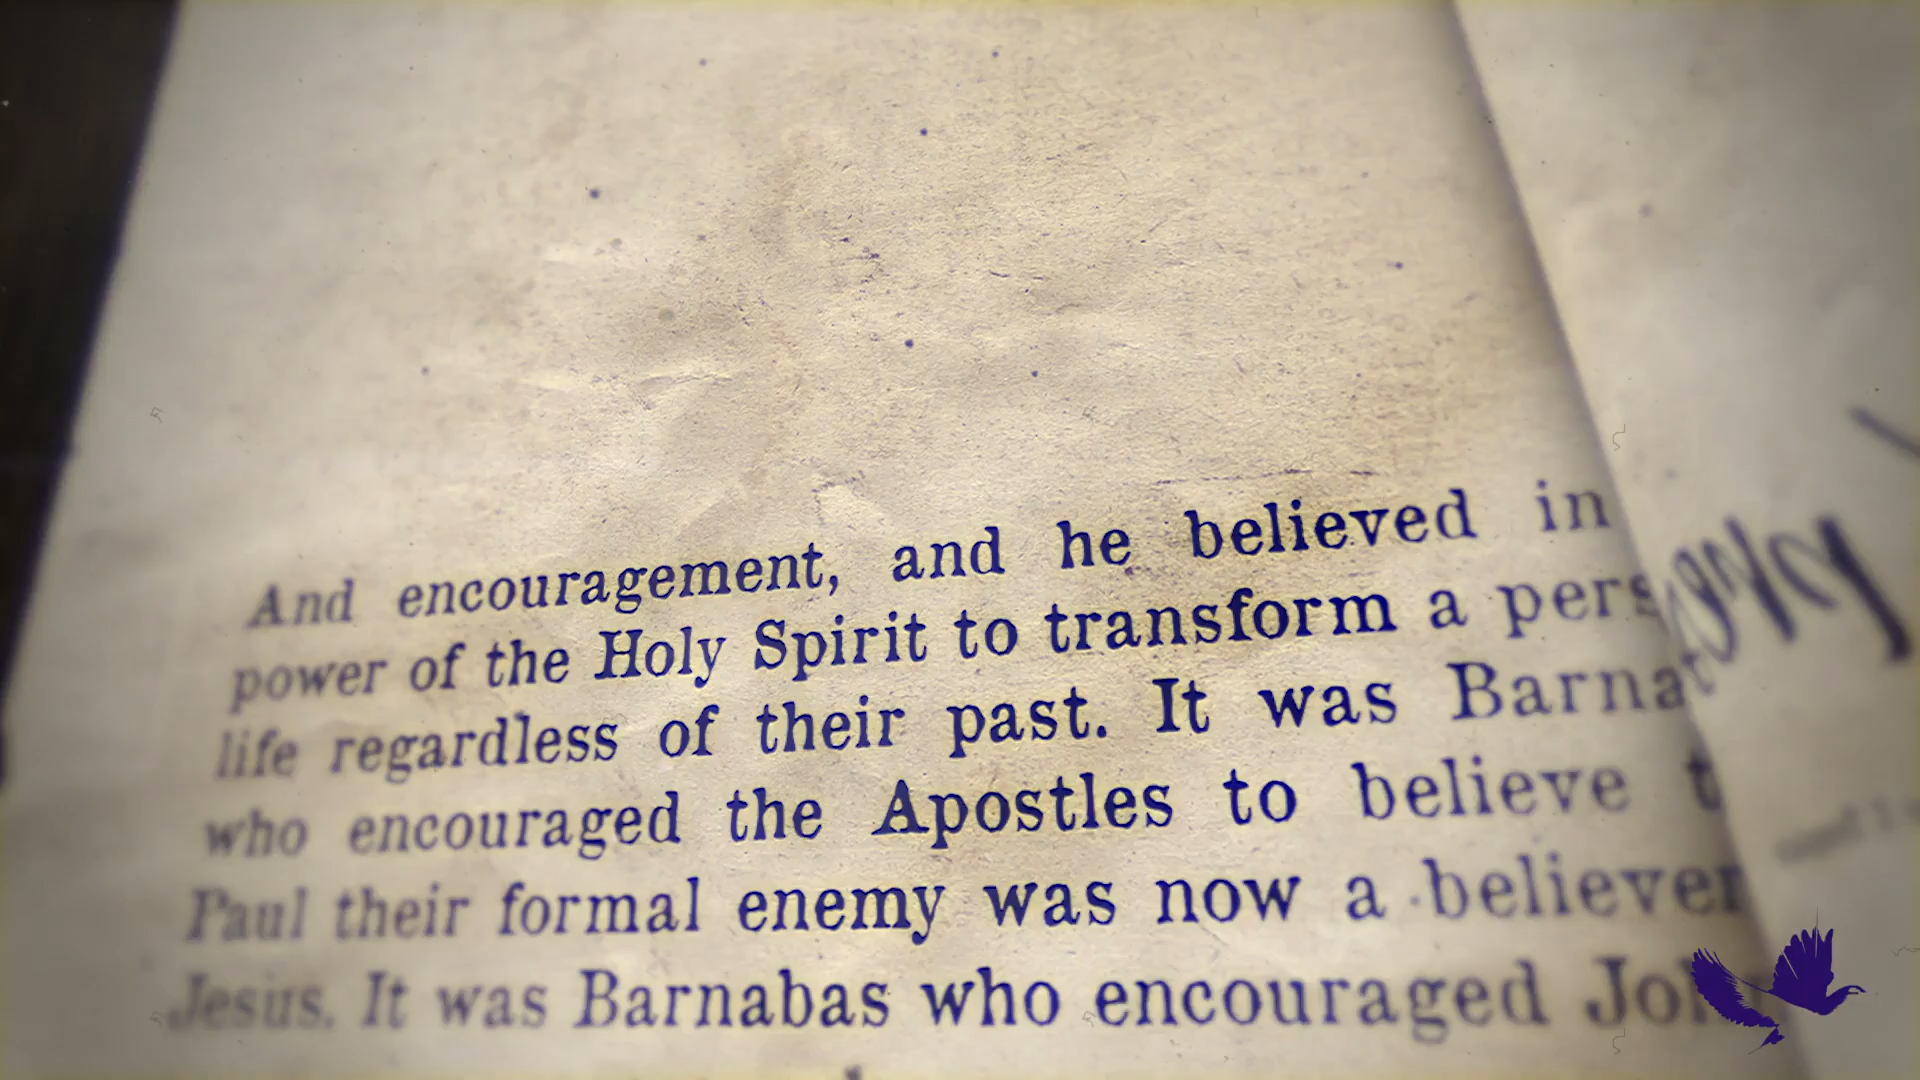 And encouragement, and he believed in
power of the Holy Spirit to transform a pers
life regardless of their past. It was Barna
who encouraged the Apostles to believe t
Paul their formal enemy was now a believer
Jesus. It was Barnabas who encouraged Joh